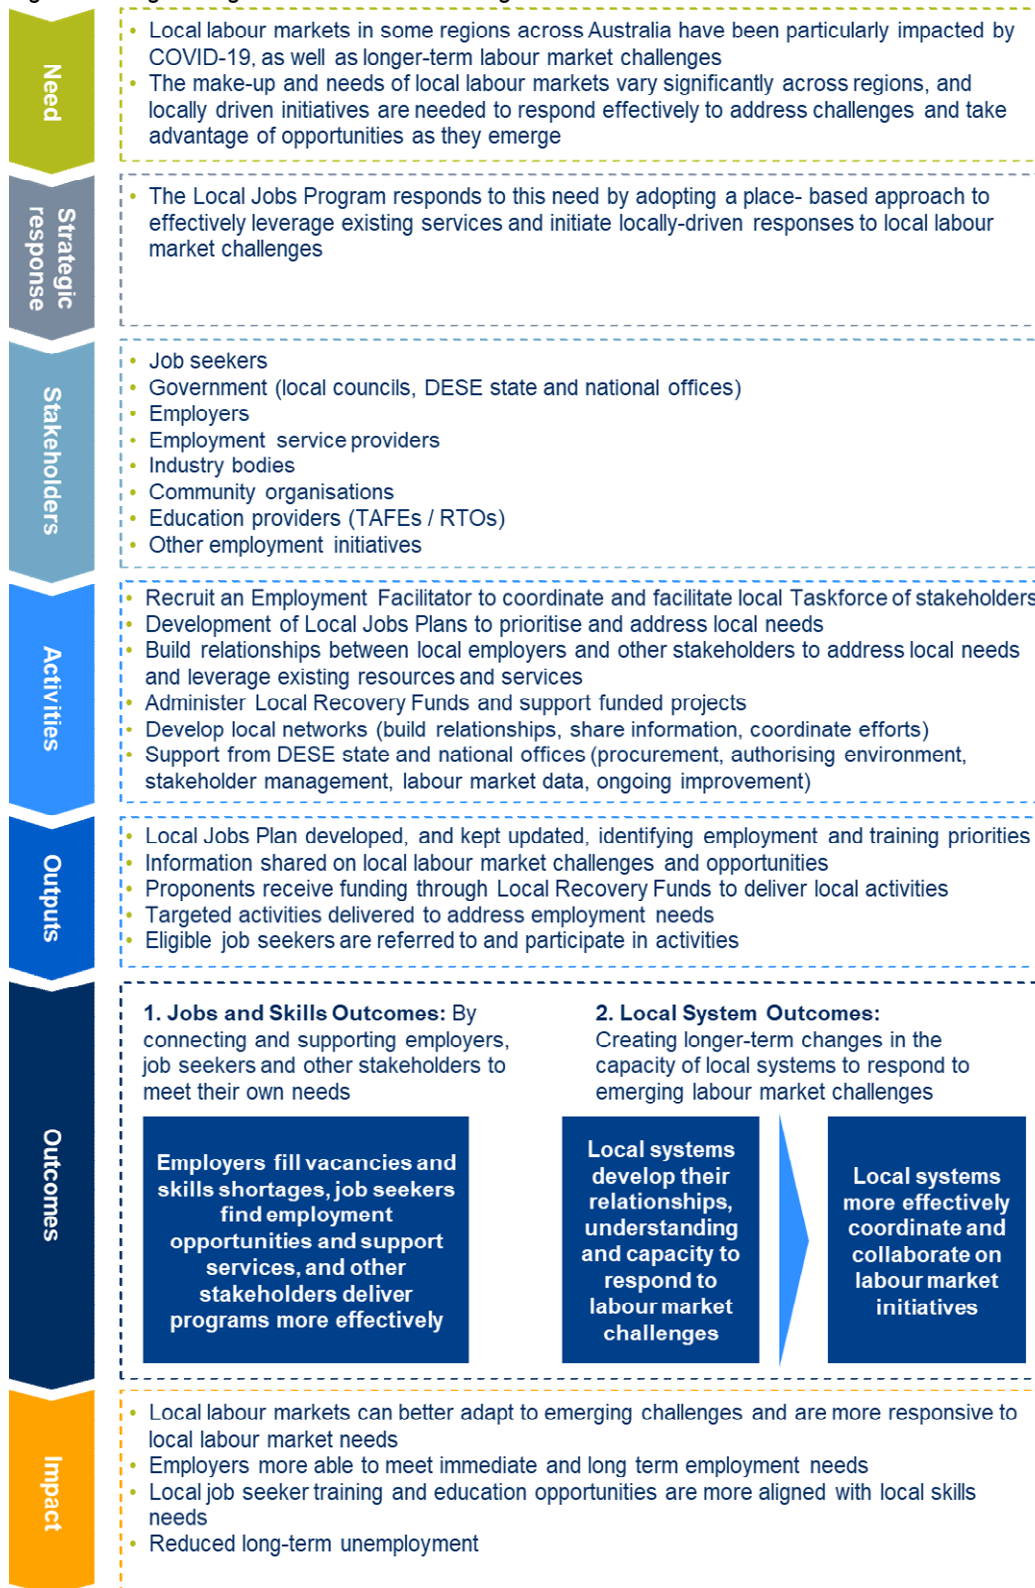 Need
• Local labour markets in some regions across Australia have been particularly impacted by
COVID-19, as well as longer-term labour market challenges
• The make-up and needs of local labour markets vary significantly across regions, and
locally driven initiatives are needed to respond effectively to address challenges and take
advantage of opportunities as they emerge
Strategic
response
• The Local Jobs Program responds to this need by adopting a place- based approach to
effectively leverage existing services and initiate locally-driven responses to local labour
market challenges
Stakeholders
• Job seekers
• Government (local councils, DESE state and national offices)
• Employers
• Employment service providers
• Industry bodies
• Community organisations
• Education providers (TAFEs / RTOs)
• Other employment initiatives
Activities
• Recruit an Employment Facilitator to coordinate and facilitate local Taskforce of stakeholders
• Development of Local Jobs Plans to prioritise and address local needs
• Build relationships between local employers and other stakeholders to address local needs
and leverage existing resources and services
• Administer Local Recovery Funds and support funded projects
• Develop local networks (build relationships, share information, coordinate efforts)
• Support from DESE state and national offices (procurement, authorising environment,
stakeholder management, labour market data, ongoing improvement)
Outputs
• Local Jobs Plan developed, and kept updated, identifying employment and training priorities
• Information shared on local labour market challenges and opportunities
• Proponents receive funding through Local Recovery Funds to deliver local activities
• Targeted activities delivered to address employment needs
• Eligible job seekers are referred to and participate in activities
Outcomes
1. Jobs and Skills Outcomes: By
connecting and supporting employers,
job seekers and other stakeholders to
meet their own needs
Employers fill vacancies and
skills shortages, job seekers
find employment
opportunities and support
services, and other
stakeholders deliver
programs more effectively
2. Local System Outcomes:
Creating longer-term changes in the
capacity of local systems to respond to
emerging labour market challenges
Local systems
develop their
relationships,
understanding
and capacity to
respond to
labour market
challenges
Local systems
more effectively
coordinate and
collaborate on
labour market
initiatives
Impact
• Local labour markets can better adapt to emerging challenges and are more responsive to
local labour market needs
• Employers more able to meet immediate and long term employment needs
• Local job seeker training and education opportunities are more aligned with local skills
needs
• Reduced long-term unemployment